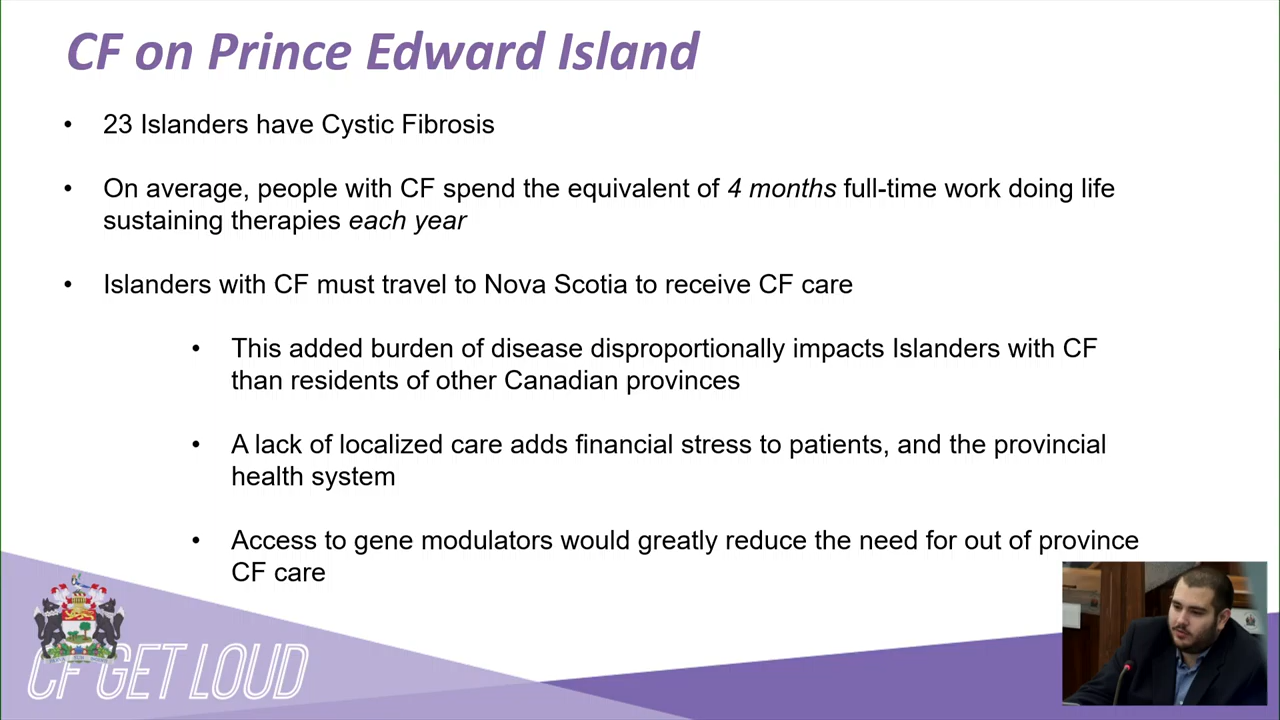 CF on Prince Edward Island
• 23 Islanders have Cystic Fibrosis
• On average, people with CF spend the equivalent of 4 months full-time work doing life
sustaining therapies each year
• Islanders with CF must travel to Nova Scotia to receive CF care
• This added burden of disease disproportionally impacts Islanders with CF
than residents of other Canadian provinces
• A lack of localized care adds financial stress to patients, and the provincial
health system
• Access to gene modulators would greatly reduce the need for out of province
CF care
CF GET LOUD